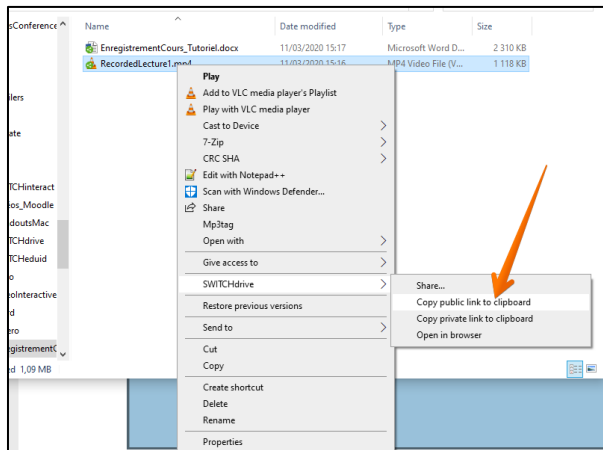 sConference
Name
Date modified
Type
Size
EnregistrementCours_Tutoriel.docx
11/03/2020 15:17
Microsoft Word D...
2 310 KB
RecordedLecture1.mp4
11/03/2020 15:16
MP4 Video File (V...
1 118 KB
ilers
ate
TCHinteract
eos_Moodle
doutsMac
TCHdrive
TCHeduid
o
eoInteractive
rd
ero
egistrementC
ed 1,09 MB
Play
Add to VLC media player's Playlist
Play with VLC media player
Cast to Device
7-Zip
CRC SHA
Edit with Notepad++
Scan with Windows Defender...
Share
Mp3tag
Open with
Give access to
SWITCHdrive
Restore previous versions
Send to
Cut
Copy
Create shortcut
Delete
Rename
Properties
Share...
Copy public link to clipboard
Copy private link to clipboard
Open in browser